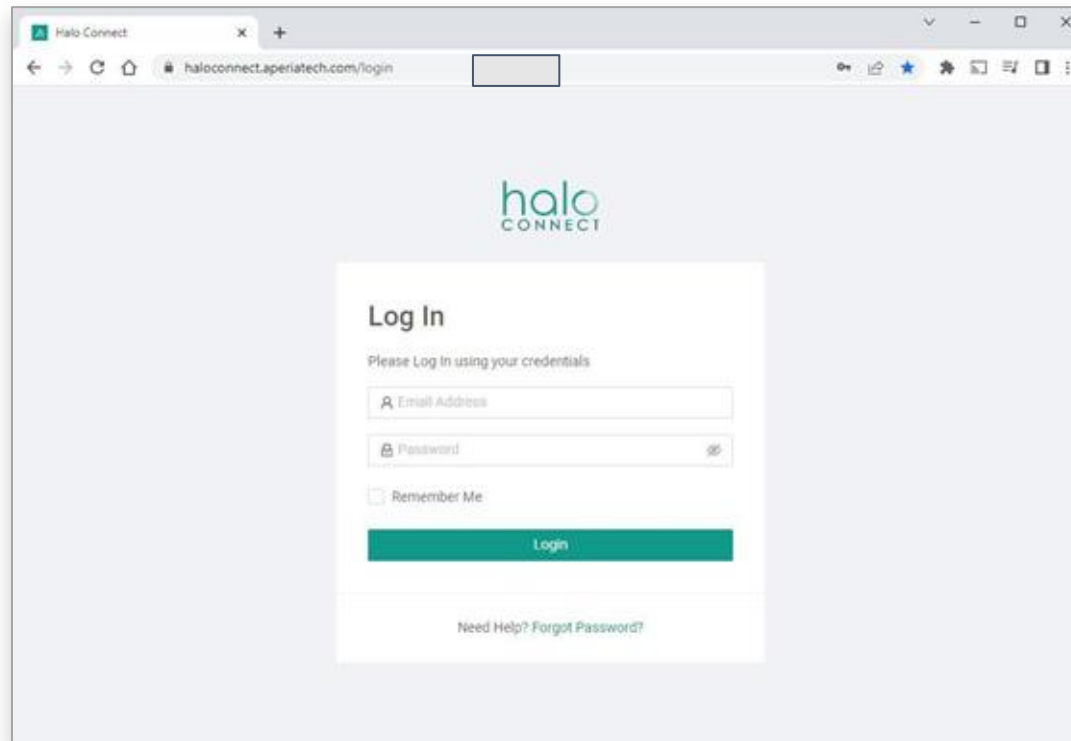 Halo Connect
haloconnect.aperiatech.com/login
halo
CONNECT
Log In
Please Log In using your credentials
Email Address
Password
Remember Me
Login
Need Help? Forgot Password?